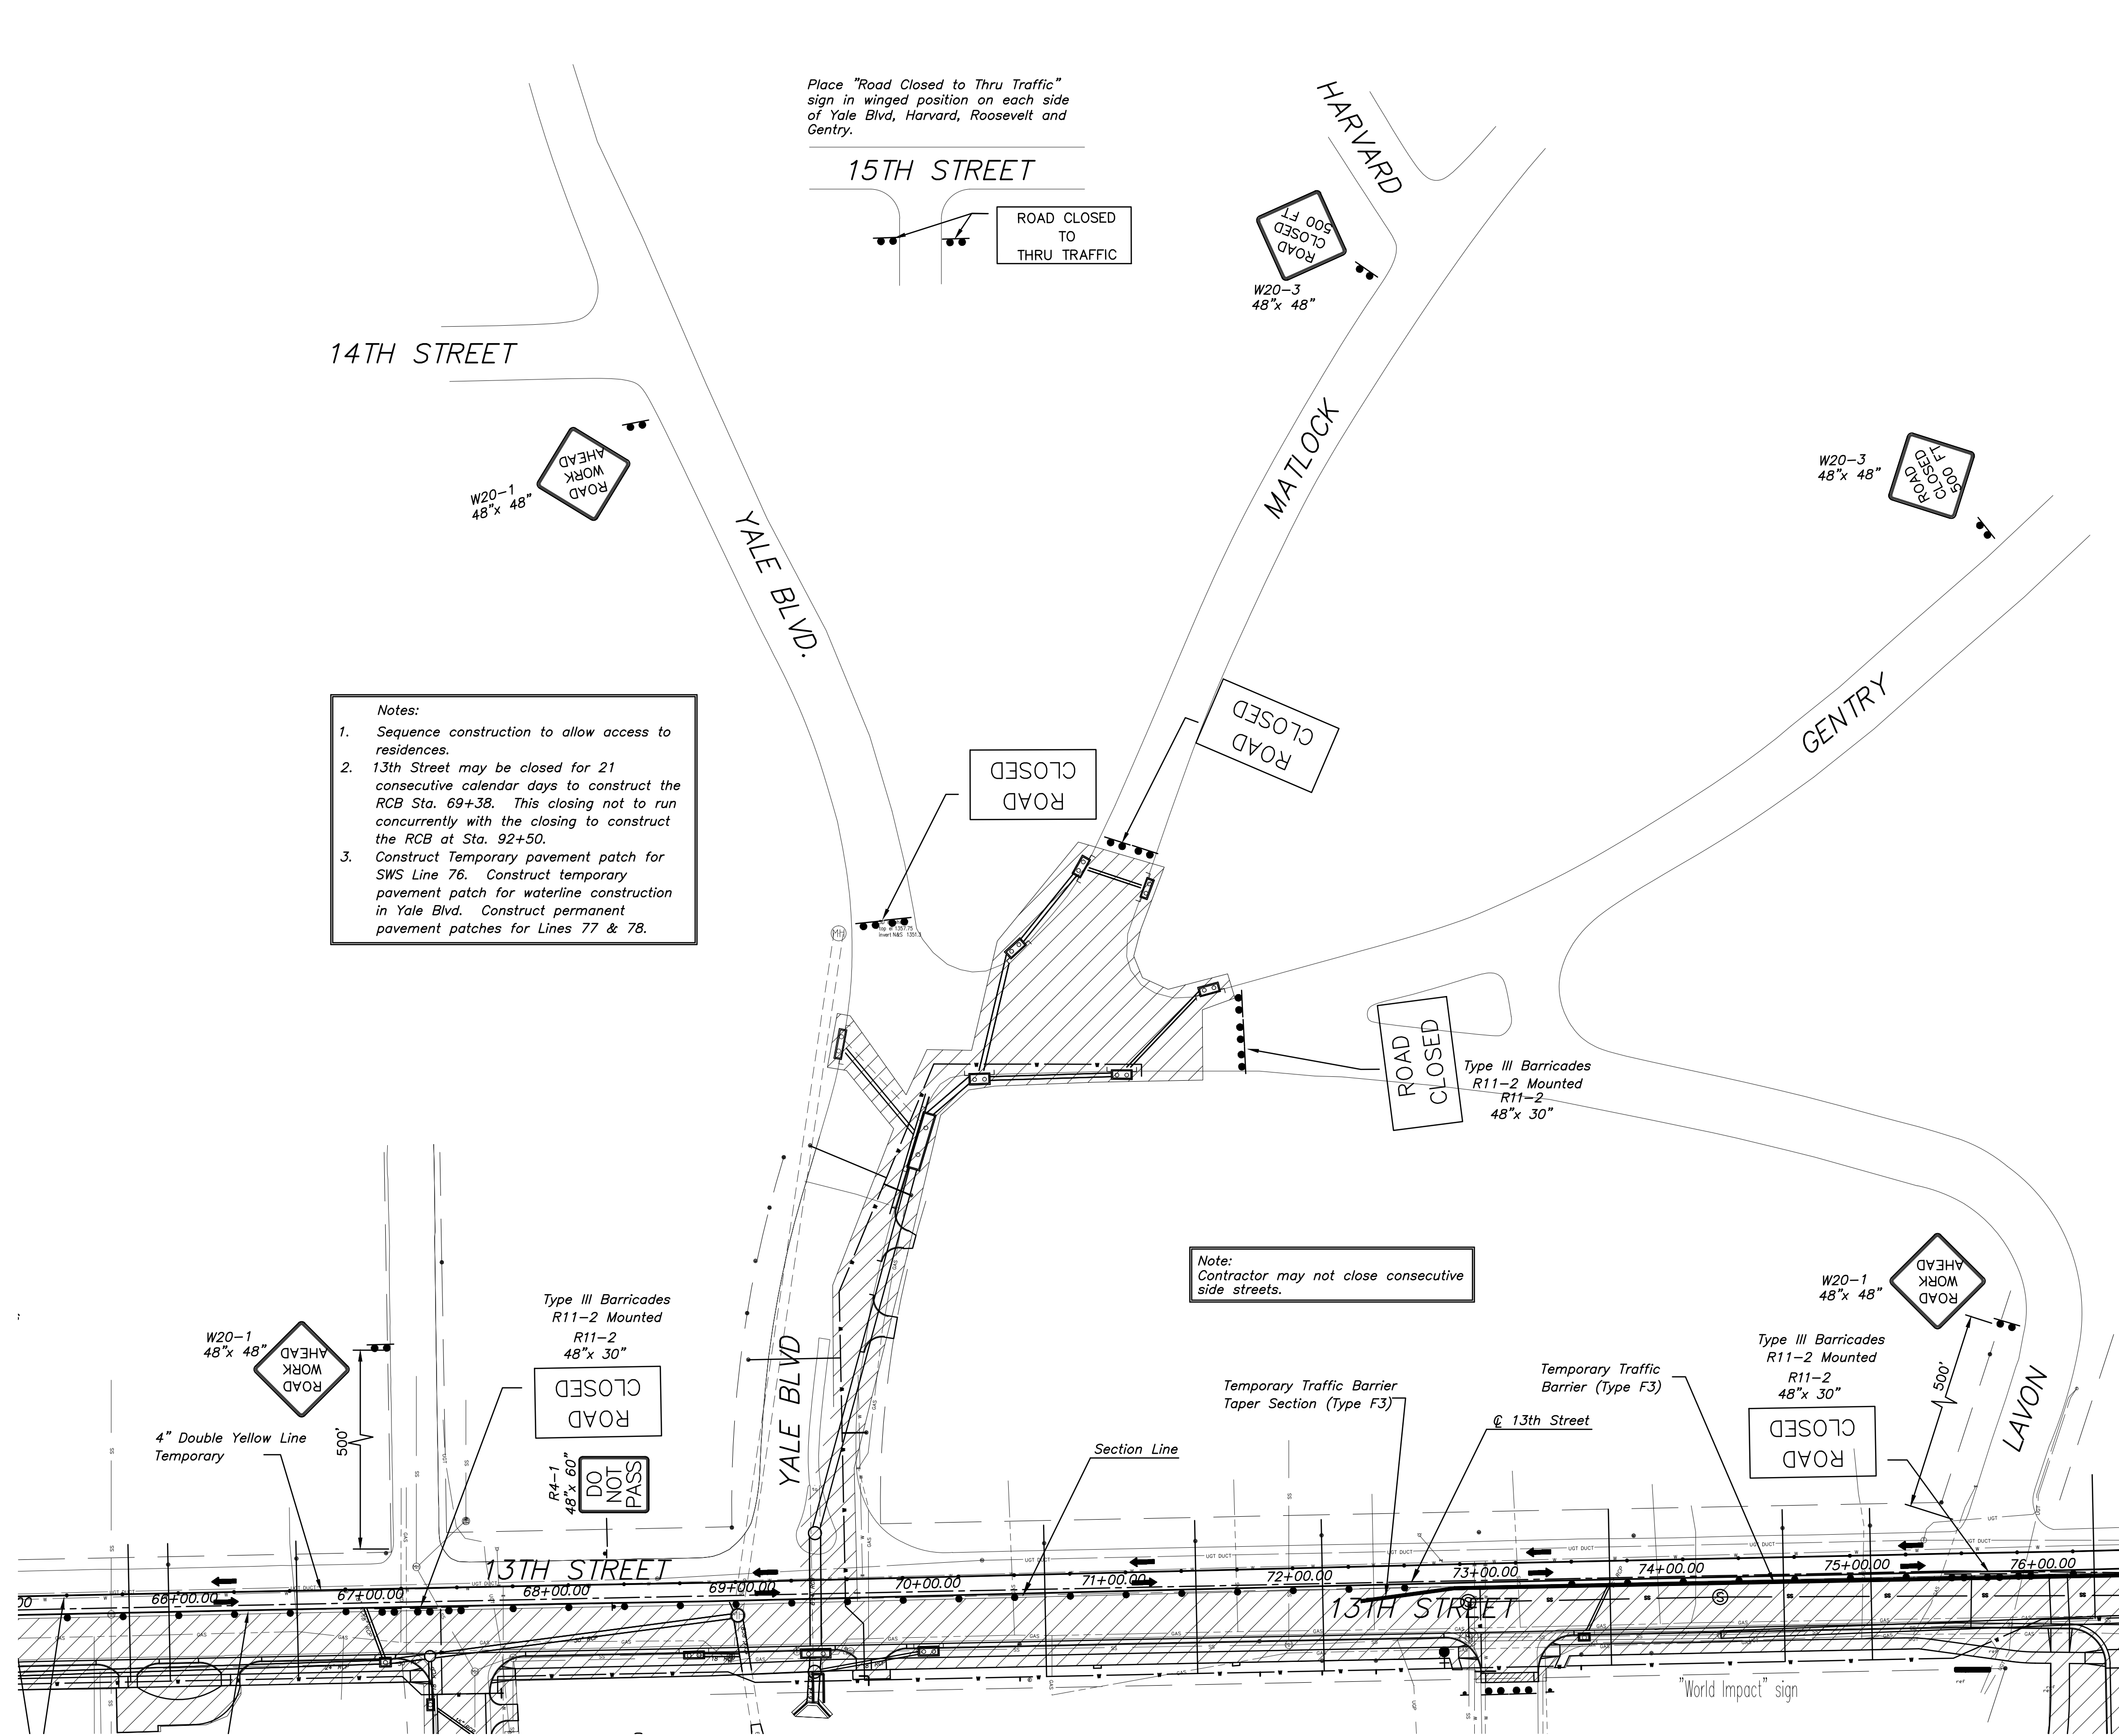 Place "Road Closed to Thru Traffic"
sign in winged position on each side
of Yale Blvd, Harvard, Roosevelt and
Gentry.
15TH STREET
ROAD CLOSED
TO
THRU TRAFFIC
HARVARD
ROAD
CLOSED
500 FT
W20-3
48"x 48"
14TH STREET
ROAD
WORK
AHEAD
W20-1
48"x 48"
YALE BLVD.
MATLOCK
W20-3
48"x 48"
ROAD
CLOSED
500 FT
GENTRY
Notes:
1. Sequence construction to allow access to
residences.
2. 13th Street may be closed for 21
consecutive calendar days to construct the
RCB Sta. 69+38. This closing not to run
concurrently with the closing to construct
the RCB at Sta. 92+50.
3. Construct Temporary pavement patch for
SWS Line 76. Construct temporary
pavement patch for waterline construction
in Yale Blvd. Construct permanent
pavement patches for Lines 77 & 78.
ROAD
CLOSED
ROAD
CLOSED
MH
1357.75
invert N&S 1351.3
ROAD
CLOSED
Type III Barricades
R11-2 Mounted
R11-2
48"x 30"
Note:
Contractor may not close consecutive
side streets.
W20-1
48"x 48"
ROAD
WORK
AHEAD
500'
4" Double Yellow Line
Temporary
Type III Barricades
R11-2 Mounted
R11-2
48"x 30"
ROAD
CLOSED
R4-1
48"x 60"
DO
NOT
PASS
YALE BLVD
Section Line
Temporary Traffic Barrier
Taper Section (Type F3)
Temporary Traffic
Barrier (Type F3)
℄ 13th Street
W20-1
48"x 48"
ROAD
WORK
AHEAD
500'
Type III Barricades
R11-2 Mounted
R11-2
48"x 30"
ROAD
CLOSED
LAVON
13TH STREET
66+00.00
67+00.00
68+00.00
69+00.00
70+00.00
71+00.00
72+00.00
73+00.00
74+00.00
75+00.00
76+00.00
13TH STREET
UGT DUCT
GAS
SS
"World Impact" sign